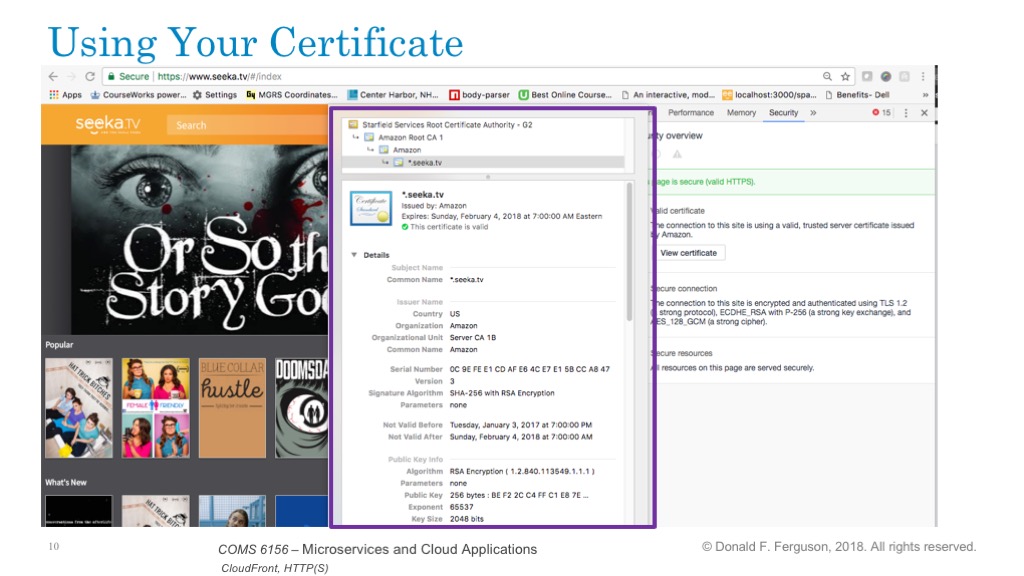 Using Your Certificate
Secure | https://www.seeka.tv/#/index
Apps CourseWorks power... Settings MGRS Coordinates... Center Harbor, NH... body-parser Best Online Course... An interactive, mod... localhost:3000/spa... Benefits- Dell »
seeka.TV
Search
Or So th
Story Go
Popular
HAT TRICK BITCHES
FEMALE FRIENDLY
BLUE COLLAR
hustle
DOOMSDA
What's New
Starfield Services Root Certificate Authority - G2
Amazon Root CA 1
Amazon
*.seeka.tv
Certificate
Standard
*.seeka.tv
Issued by: Amazon
Expires: Sunday, February 4, 2018 at 7:00:00 AM Eastern
This certificate is valid
Details
Subject Name
Common Name *.seeka.tv
Issuer Name
Country US
Organization Amazon
Organizational Unit Server CA 1B
Common Name Amazon
Serial Number 0C 9E FE E1 CD AF E6 4C E7 E1 5B CC A8 47
Version 3
Signature Algorithm SHA-256 with RSA Encryption
Parameters none
Not Valid Before Tuesday, January 3, 2017 at 7:00:00 PM
Not Valid After Sunday, February 4, 2018 at 7:00:00 AM
Public Key Info
Algorithm RSA Encryption ( 1.2.840.113549.1.1.1 )
Parameters none
Public Key 256 bytes : BE F2 2C C4 FF C1 E8 7E ...
Exponent 65537
Key Size 2048 bits
Performance Memory Security » 15
ity overview
page is secure (valid HTTPS).
Valid certificate
The connection to this site is using a valid, trusted server certificate issued
by Amazon.
View certificate
ecure connection
The connection to this site is encrypted and authenticated using TLS 1.2
a strong protocol), ECDHE_RSA with P-256 (a strong key exchange), and
AES_128_GCM (a strong cipher).
ecure resources
All resources on this page are served securely.
10
COMS 6156 – Microservices and Cloud Applications
CloudFront, HTTP(S)
© Donald F. Ferguson, 2018. All rights reserved.